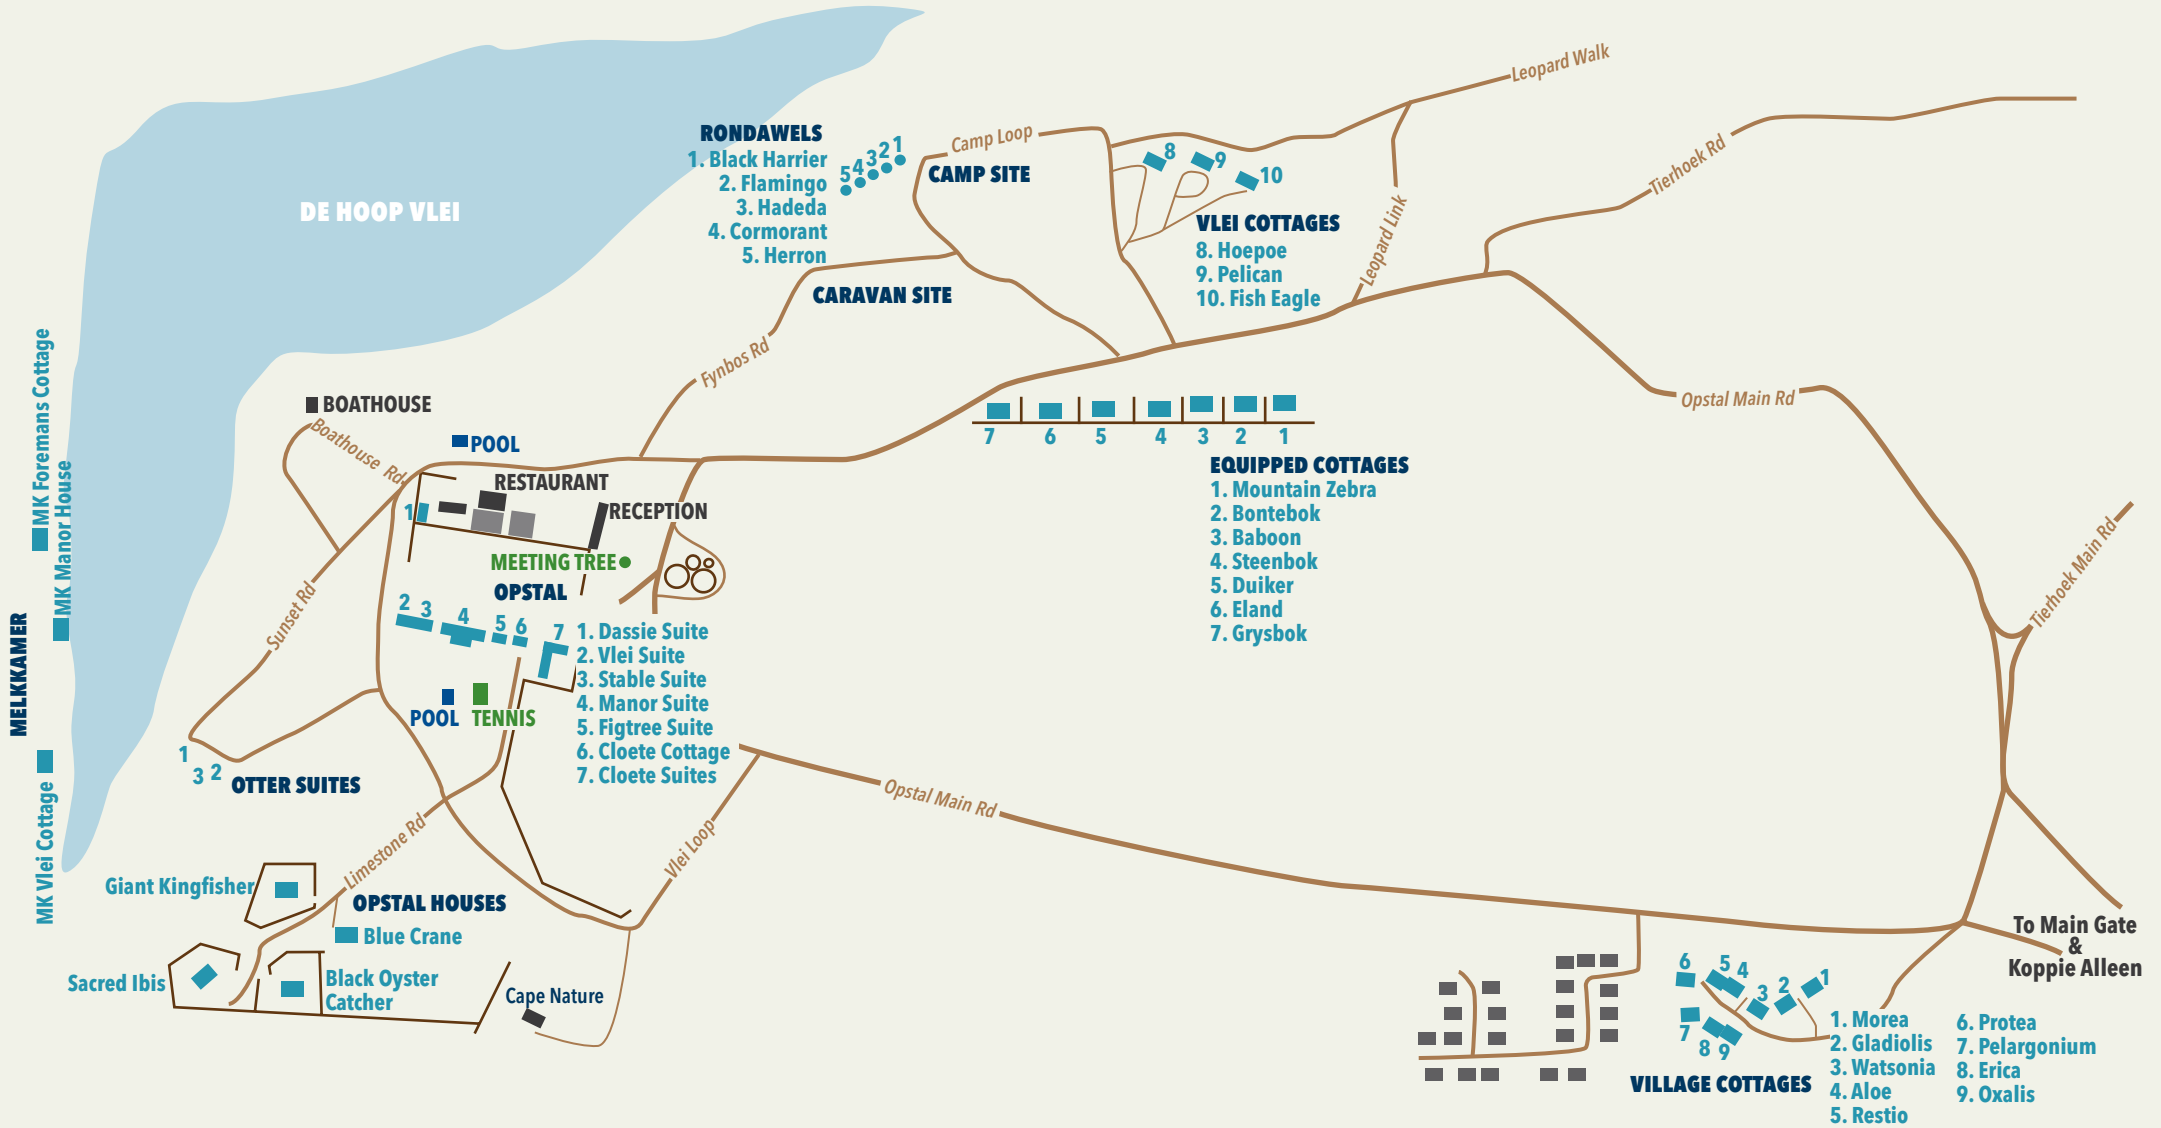 Leopard Walk
Camp Loop
RONDAWELS
1. Black Harrier
2. Flamingo
3. Hadeda
4. Cormorant
5. Herron
5
4
3
2
1
CAMP SITE
8
9
10
VLEI COTTAGES
8. Hoepoe
9. Pelican
10. Fish Eagle
Leopard Link
Tierhoek Rd
DE HOOP VLEI
CARAVAN SITE
Fynbos Rd
Opstal Main Rd
7
6
5
4
3
2
1
EQUIPPED COTTAGES
1. Mountain Zebra
2. Bontebok
3. Baboon
4. Steenbok
5. Duiker
6. Eland
7. Grysbok
BOATHOUSE
Boathouse Rd
POOL
RESTAURANT
1
RECEPTION
MEETING TREE
OPSTAL
2
3
4
5
6
7
1. Dassie Suite
2. Vlei Suite
3. Stable Suite
4. Manor Suite
5. Figtree Suite
6. Cloete Cottage
7. Cloete Suites
POOL
TENNIS
MK Foremans Cottage
MK Manor House
MELKKAMER
MK Vlei Cottage
Sunset Rd
1
3
2
OTTER SUITES
Tierhoek Main Rd
Opstal Main Rd
Vlei Loop
Limestone Rd
Giant Kingfisher
OPSTAL HOUSES
Blue Crane
Sacred Ibis
Black Oyster
Catcher
Cape Nature
To Main Gate
&
Koppie Alleen
6
5
4
3
2
1
7
8
9
VILLAGE COTTAGES
1. Morea
2. Gladiolis
3. Watsonia
4. Aloe
5. Restio
6. Protea
7. Pelargonium
8. Erica
9. Oxalis